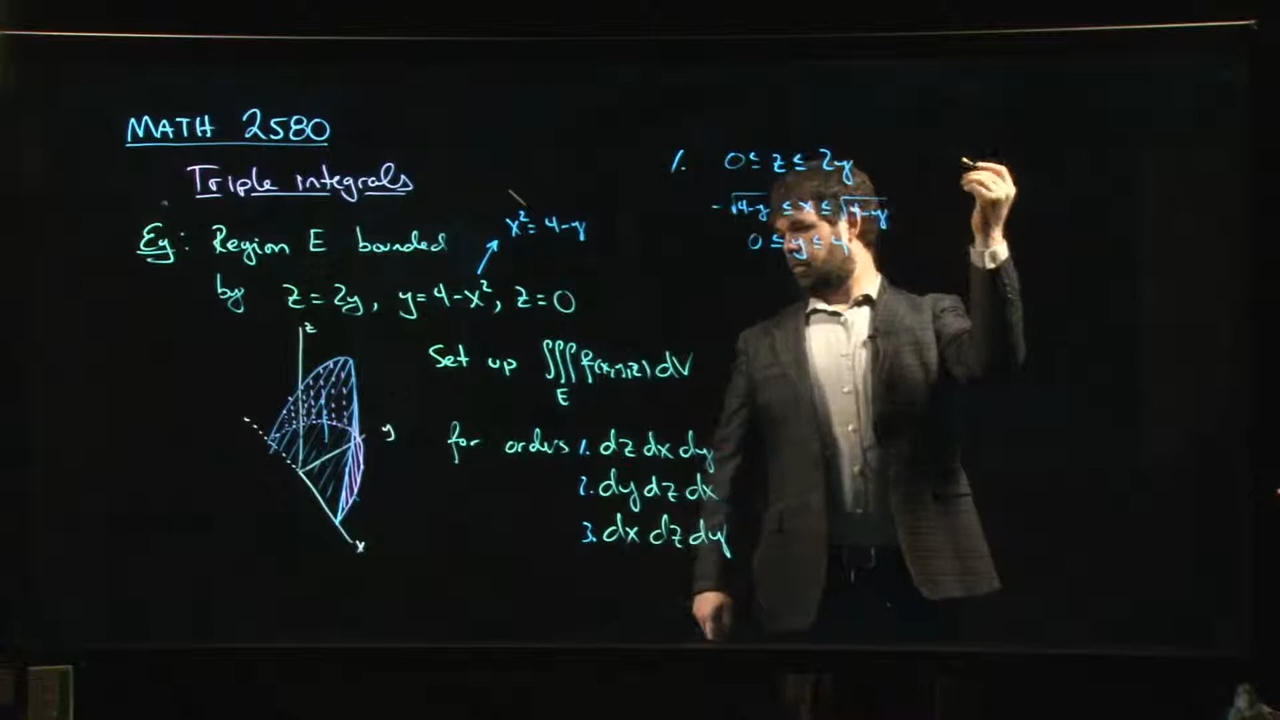 MATH 2580
Triple integrals
Eg: Region E bounded
by z = 2y, y = 4 - x², z = 0
x² = 4 - y
Set up ∭ f(x,y,z) dV
E
for orders 1. dz dx dy
2. dy dz dx
3. dx dz dy
z
y
x
1. 0 ≤ z ≤ 2y
-√4-y ≤ x ≤ √4-y
0 ≤ y ≤ 4